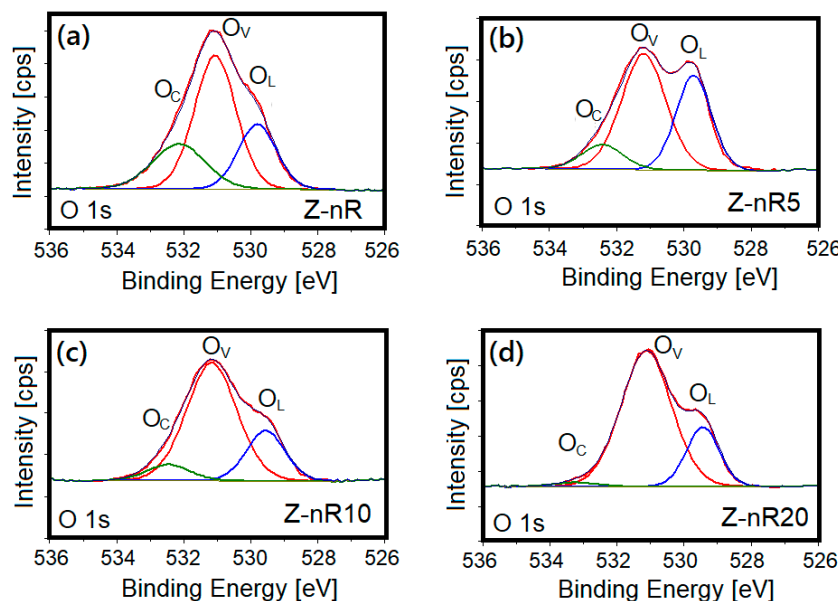 (a)
O_V
O_L
O_C
O 1s
Z-nR
536 534 532 530 528 526
Binding Energy [eV]
Intensity [cps]
(b)
O_V
O_L
O_C
O 1s
Z-nR5
536 534 532 530 528 526
Binding Energy [eV]
Intensity [cps]
(c)
O_V
O_L
O_C
O 1s
Z-nR10
536 534 532 530 528 526
Binding Energy [eV]
Intensity [cps]
(d)
O_V
O_L
O_C
O 1s
Z-nR20
536 534 532 530 528 526
Binding Energy [eV]
Intensity [cps]